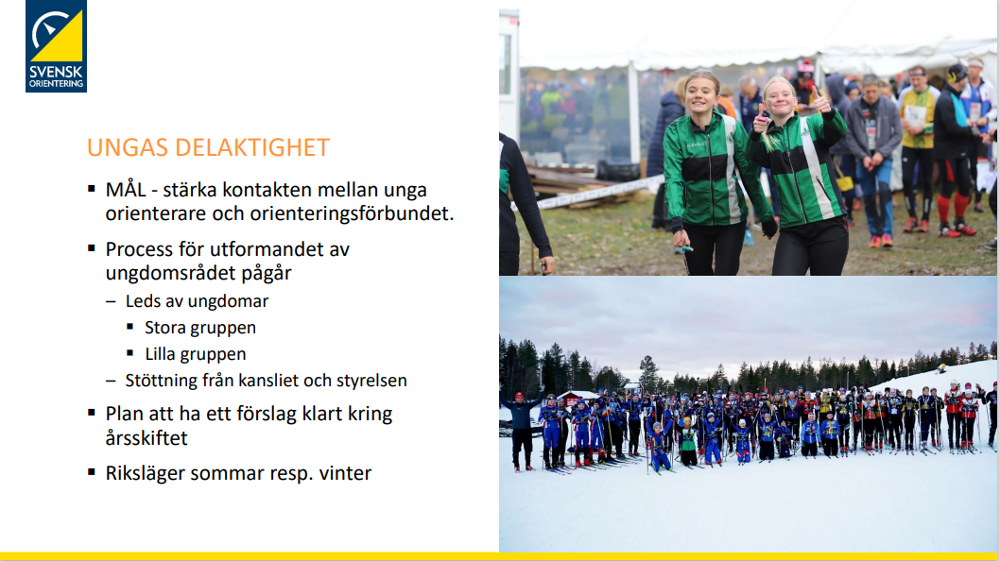 SVENSK
ORIENTERING
UNGAS DELAKTIGHET
▪ MÅL - stärka kontakten mellan unga
orienterare och orienteringsförbundet.
▪ Process för utformandet av
ungdomsrådet pågår
– Leds av ungdomar
▪ Stora gruppen
▪ Lilla gruppen
– Stöttning från kansliet och styrelsen
▪ Plan att ha ett förslag klart kring
årsskiftet
▪ Riksläger sommar resp. vinter